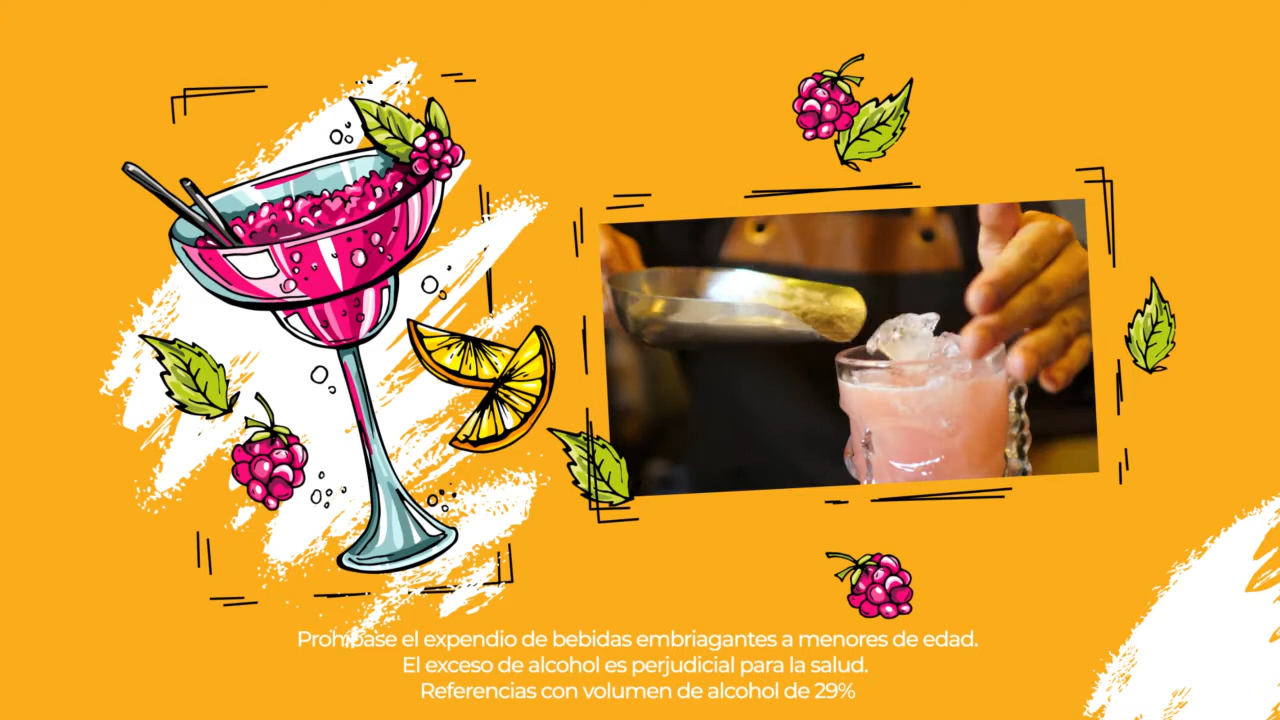 Prohíbase el expendio de bebidas embriagantes a menores de edad.
El exceso de alcohol es perjudicial para la salud.
Referencias con volumen de alcohol de 29%